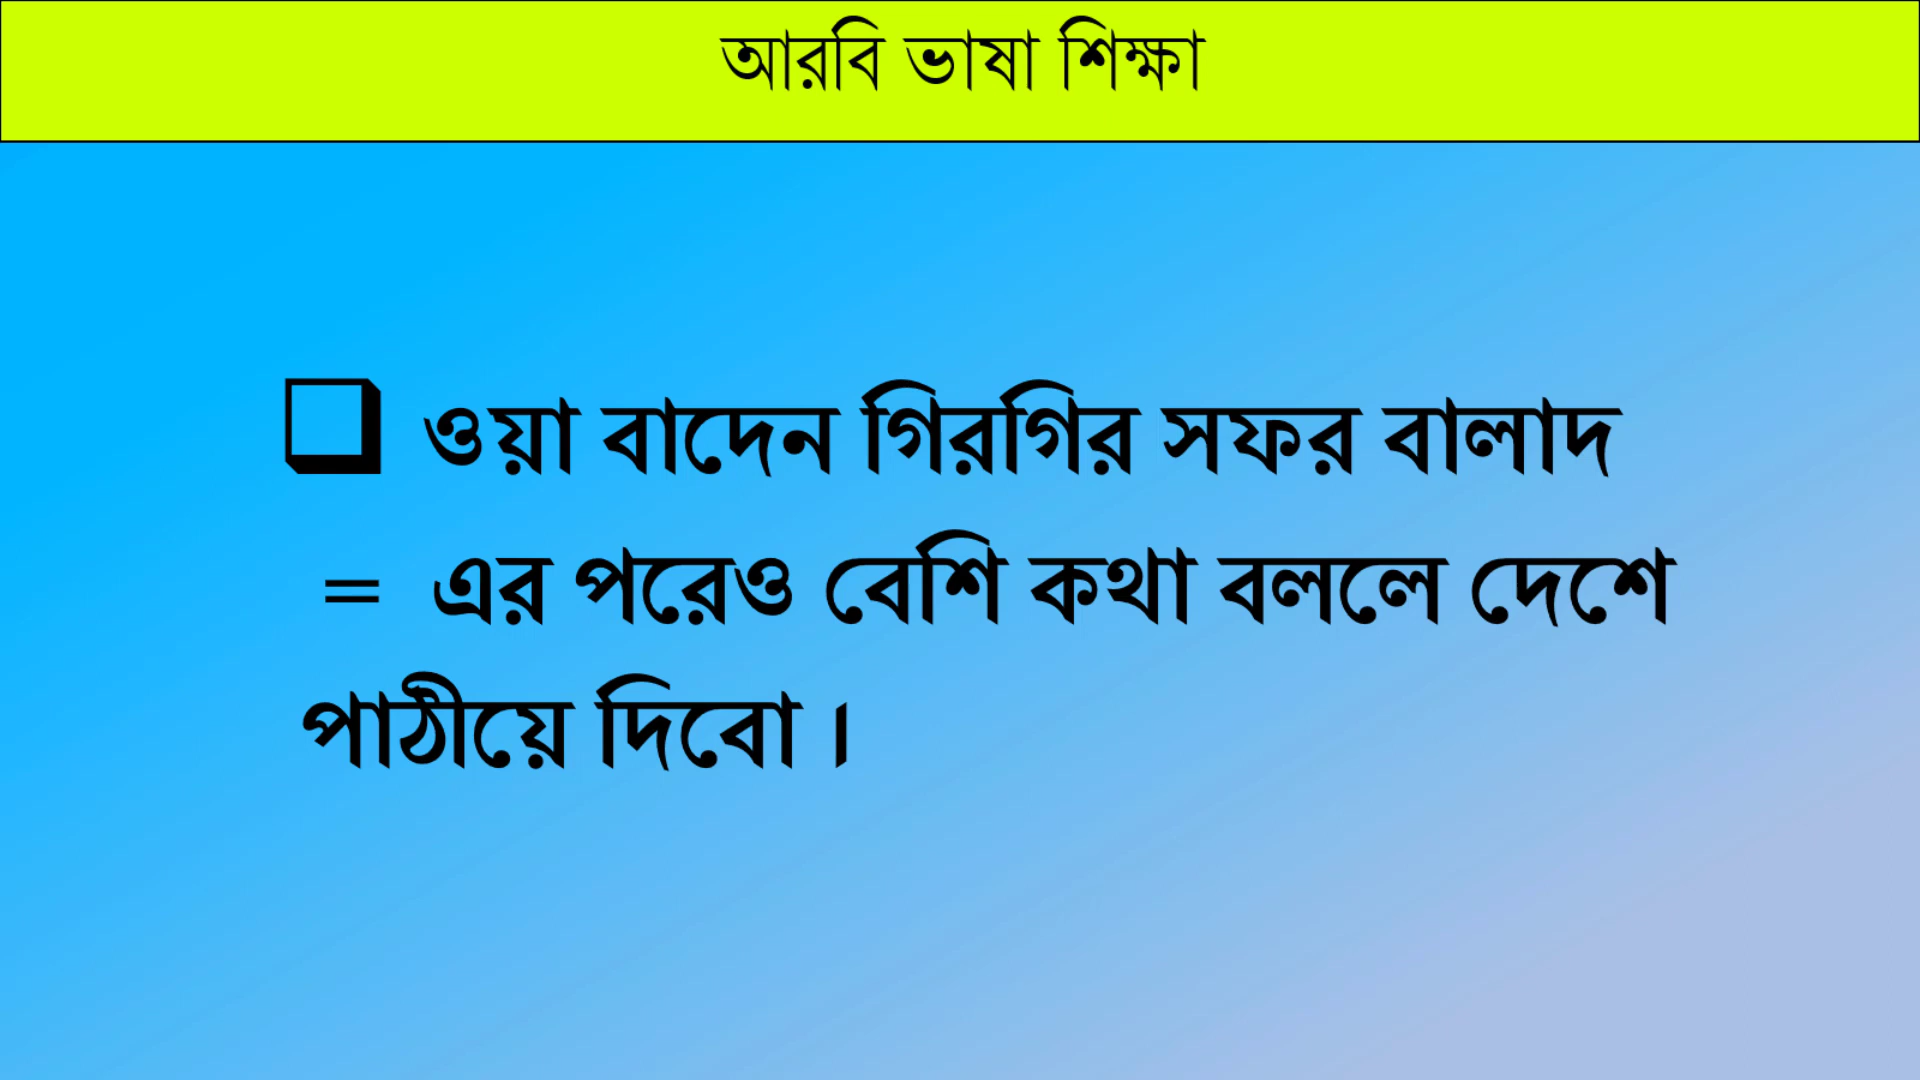 আরবি ভাষা শিক্ষা
❑ ওয়া বাদেন গিরগির সফর বালাদ
= এর পরেও বেশি কথা বললে দেশে
পাঠীয়ে দিবো।